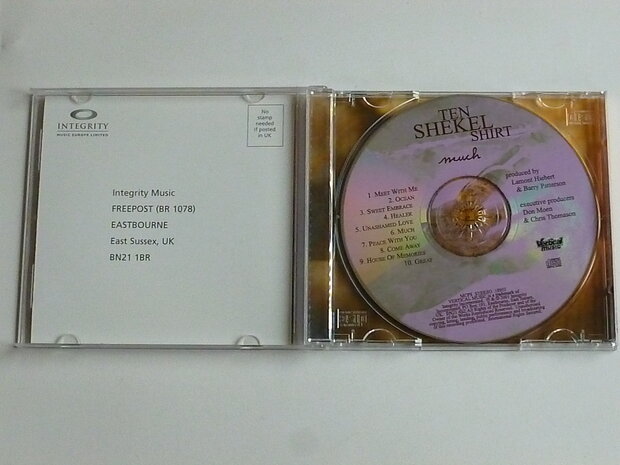 INTEGRITY
MUSIC EUROPE LIMITED
No
stamp
needed
if posted
in UK
Integrity Music
FREEPOST (BR 1078)
EASTBOURNE
East Sussex, UK
BN21 1BR
TEN
SHEKEL
SHIRT
much
produced by
Lamont Hiebert
& Barry Patterson
executive producers
Don Moen
& Chris Thomason
1. Meet With Me
2. Ocean
3. Sweet Embrace
4. Healer
5. Unashamed Love
6. Much
7. Peace With You
8. Come Away
9. House Of Memories
10. Great
Vertical
Music